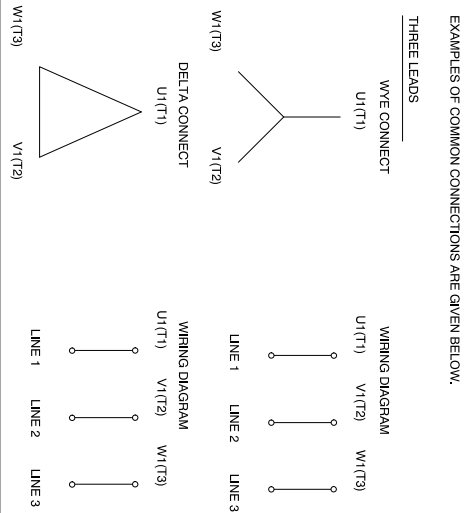 EXAMPLES OF COMMON CONNECTIONS ARE GIVEN BELOW.
THREE LEADS
WYE CONNECT
U1(T1)
W1(T3)
V1(T2)
WIRING DIAGRAM
U1(T1) V1(T2) W1(T3)
LINE 1 LINE 2 LINE 3
DELTA CONNECT
U1(T1)
W1(T3)
V1(T2)
WIRING DIAGRAM
U1(T1) V1(T2) W1(T3)
LINE 1 LINE 2 LINE 3